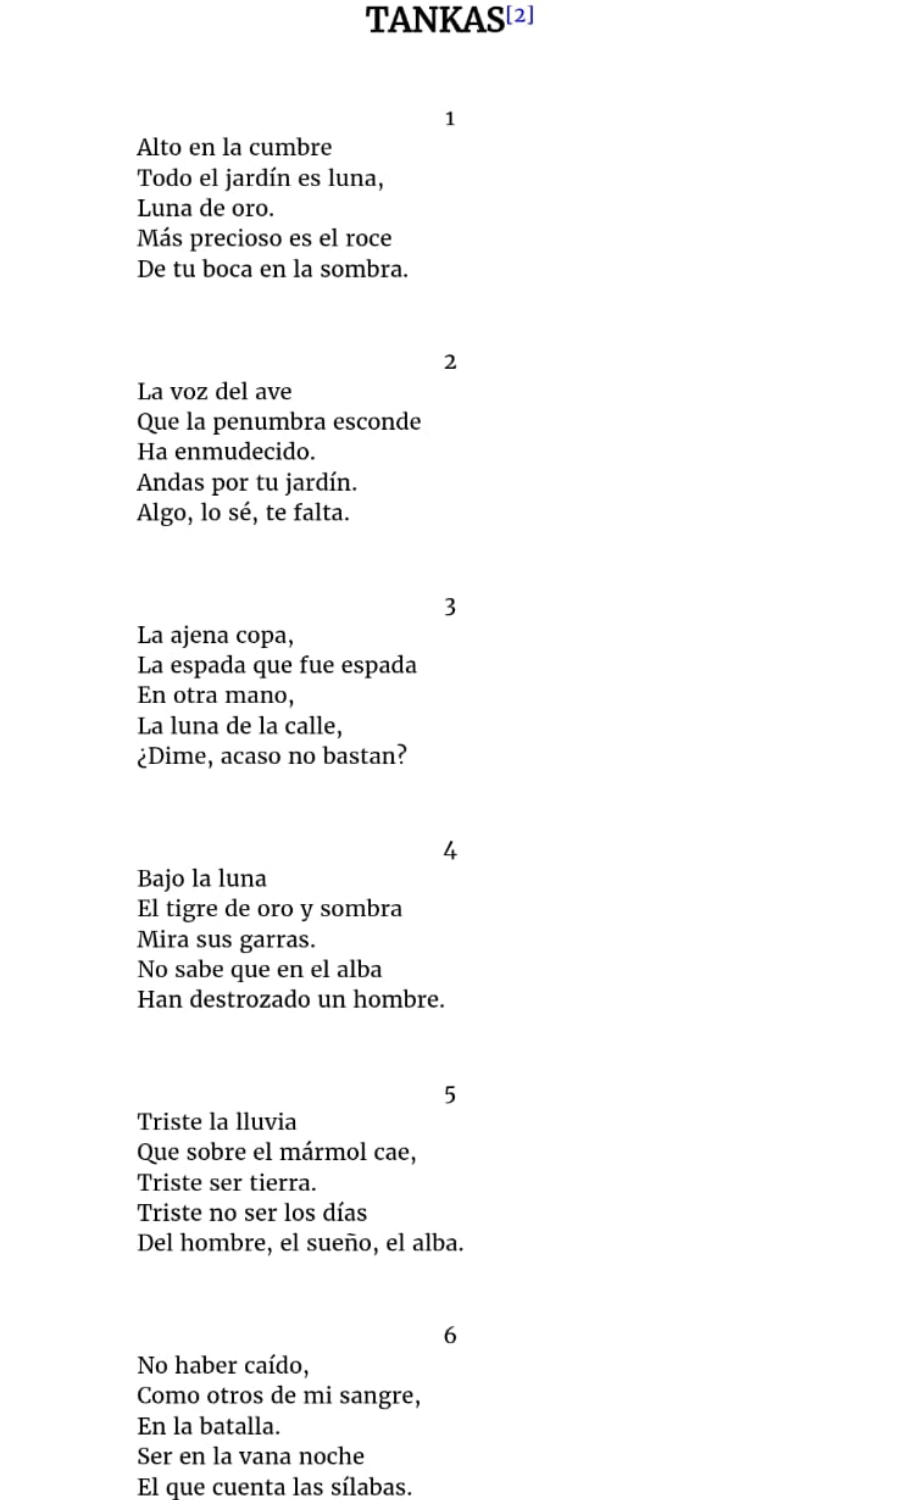 TANKAS[2]
1
Alto en la cumbre
Todo el jardín es luna,
Luna de oro.
Más precioso es el roce
De tu boca en la sombra.
2
La voz del ave
Que la penumbra esconde
Ha enmudecido.
Andas por tu jardín.
Algo, lo sé, te falta.
3
La ajena copa,
La espada que fue espada
En otra mano,
La luna de la calle,
¿Dime, acaso no bastan?
4
Bajo la luna
El tigre de oro y sombra
Mira sus garras.
No sabe que en el alba
Han destrozado un hombre.
5
Triste la lluvia
Que sobre el mármol cae,
Triste ser tierra.
Triste no ser los días
Del hombre, el sueño, el alba.
6
No haber caído,
Como otros de mi sangre,
En la batalla.
Ser en la vana noche
El que cuenta las sílabas.